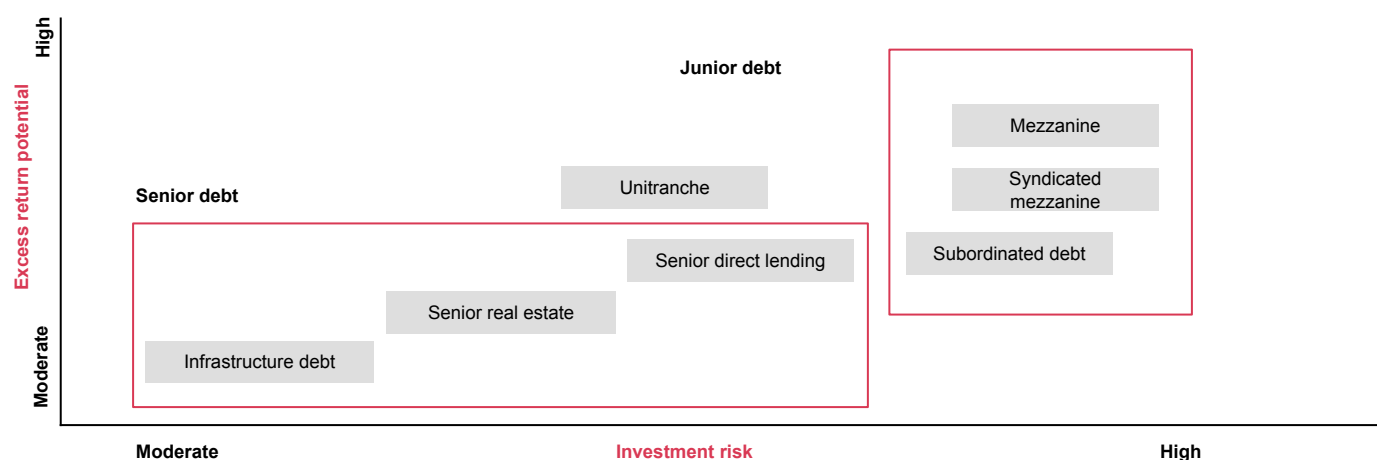 High
Excess return potential
Moderate
Junior debt
Mezzanine
Unitranche
Syndicated
mezzanine
Senior debt
Senior direct lending
Subordinated debt
Senior real estate
Infrastructure debt
Moderate
Investment risk
High